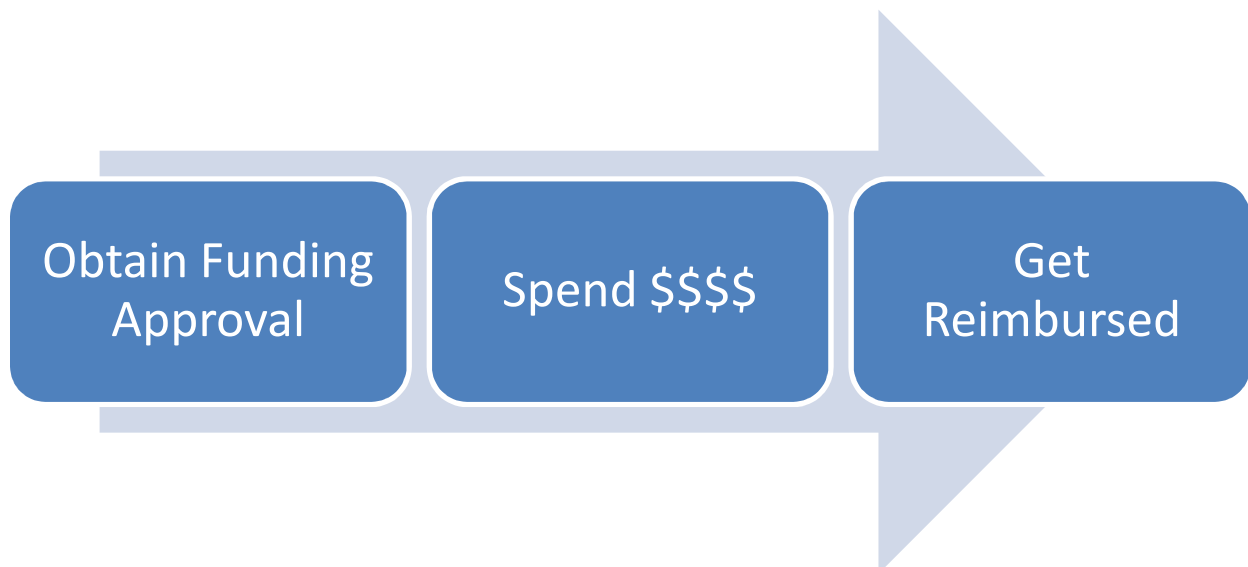 Obtain Funding
Approval
Spend $$$$
Get
Reimbursed